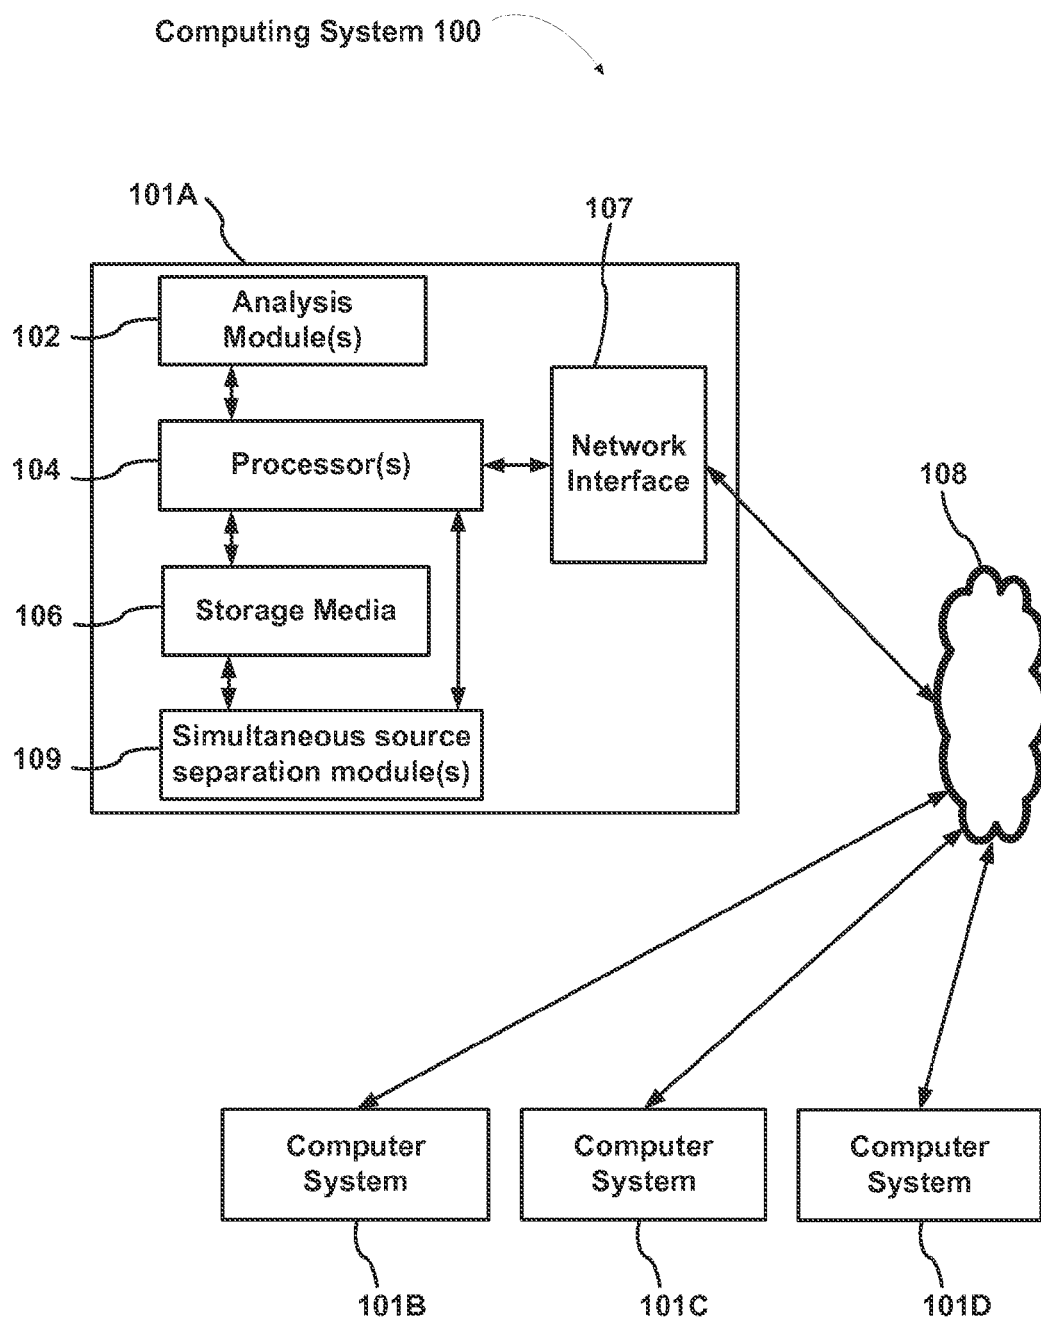 Computing System 100
101A
107
Analysis
Module(s)
102
Network
Interface
Processor(s)
104
108
Storage Media
106
Simultaneous source
separation module(s)
109
Computer
System
Computer
System
Computer
System
101B
101C
101D